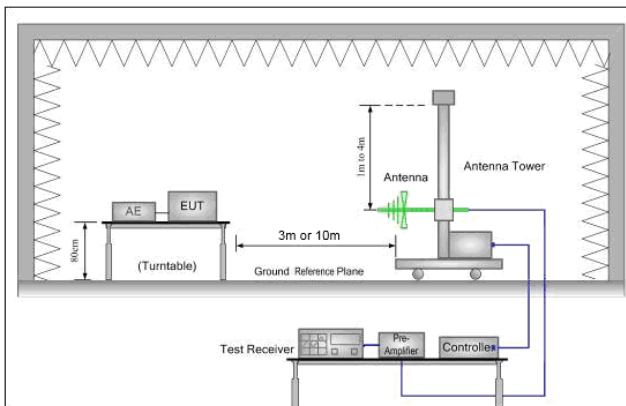 1m to 4m
Antenna
Antenna Tower
AE
EUT
80cm
3m or 10m
(Turntable)
Ground Reference Plane
Test Receiver
Pre-
Amplifier
Controller